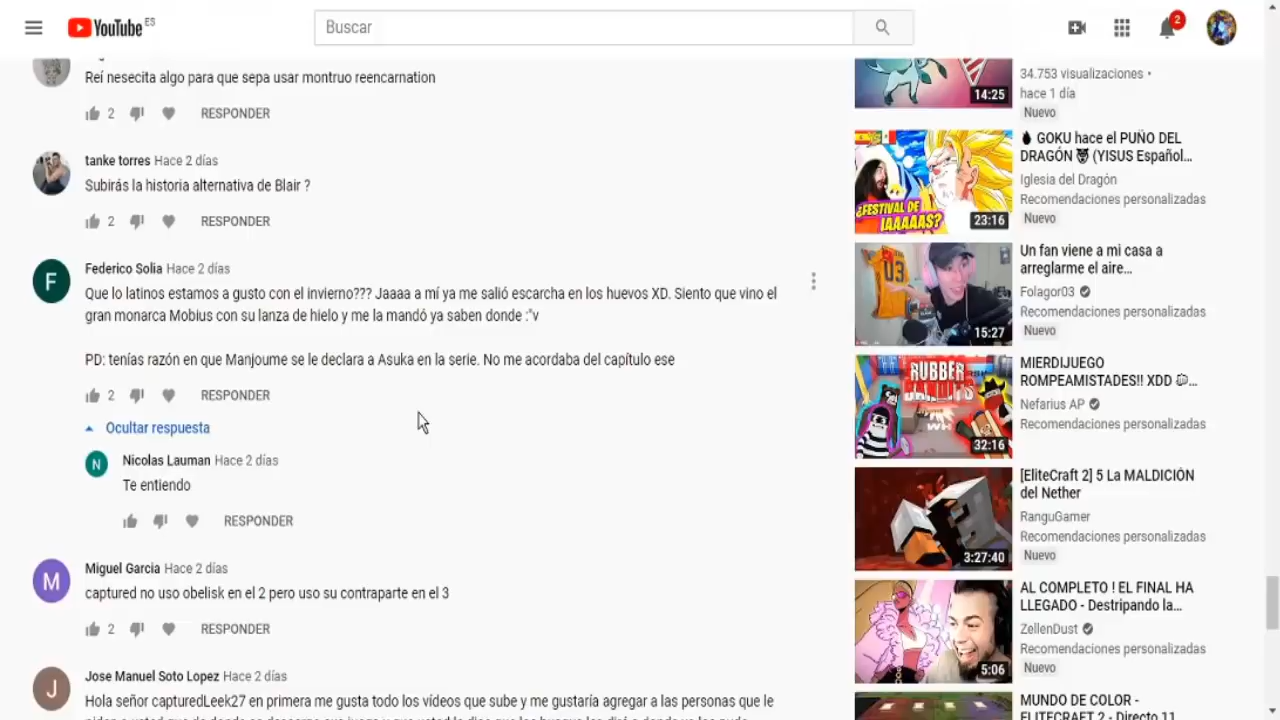 YouTube ES
Buscar
2
Reí nesecita algo para que sepa usar montruo reencarnation
2 RESPONDER
tanke torres Hace 2 días
Subirás la historia alternativa de Blair ?
2 RESPONDER
F
Federico Solia Hace 2 días
Que lo latinos estamos a gusto con el invierno??? Jaaaa a mí ya me salió escarcha en los huevos XD. Siento que vino el
gran monarca Mobius con su lanza de hielo y me la mandó ya saben donde :"v
PD: tenías razón en que Manjoume se le declara a Asuka en la serie. No me acordaba del capítulo ese
2 RESPONDER
Ocultar respuesta
N
Nicolas Lauman Hace 2 días
Te entiendo
RESPONDER
M
Miguel Garcia Hace 2 días
captured no uso obelisk en el 2 pero uso su contraparte en el 3
2 RESPONDER
J
Jose Manuel Soto Lopez Hace 2 días
Hola señor capturedLeek27 en primera me gusta todo los vídeos que sube y me gustaría agregar a las personas que le
14:25
34.753 visualizaciones •
hace 1 día
Nuevo
¿FESTIVAL DE
IAAAAAS?
23:16
GOKU hace el PUÑO DEL
DRAGÓN (YISUS Español...
Iglesia del Dragón
Recomendaciones personalizadas
Nuevo
03
15:27
Un fan viene a mi casa a
arreglarme el aire...
Folagor03
Recomendaciones personalizadas
Nuevo
RUBBER
BANDITS
32:16
MIERDIJUEGO
ROMPEAMISTADES!! XDD ...
Nefarius AP
Recomendaciones personalizadas
3:27:40
[EliteCraft 2] 5 La MALDICIÓN
del Nether
RanguGamer
Recomendaciones personalizadas
Nuevo
5:06
AL COMPLETO ! EL FINAL HA
LLEGADO - Destripando la...
ZellenDust
Recomendaciones personalizadas
Nuevo
MUNDO DE COLOR -
ELITECRAFT 2 - Directo 11